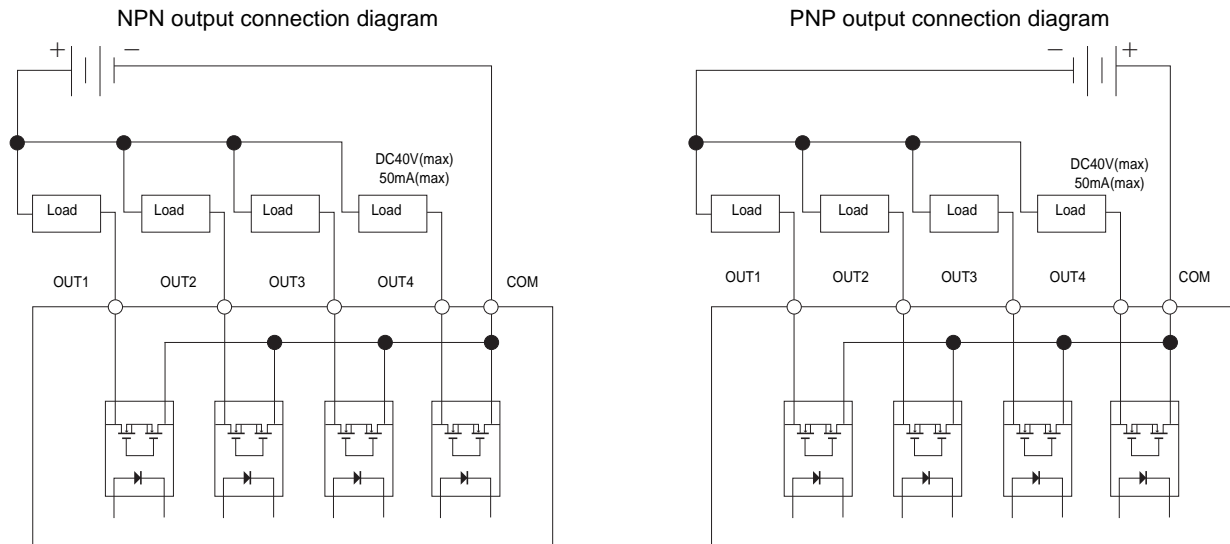 NPN output connection diagram
+
−
DC40V(max)
50mA(max)
Load
Load
Load
Load
OUT1
OUT2
OUT3
OUT4
COM
PNP output connection diagram
−
+
DC40V(max)
50mA(max)
Load
Load
Load
Load
OUT1
OUT2
OUT3
OUT4
COM